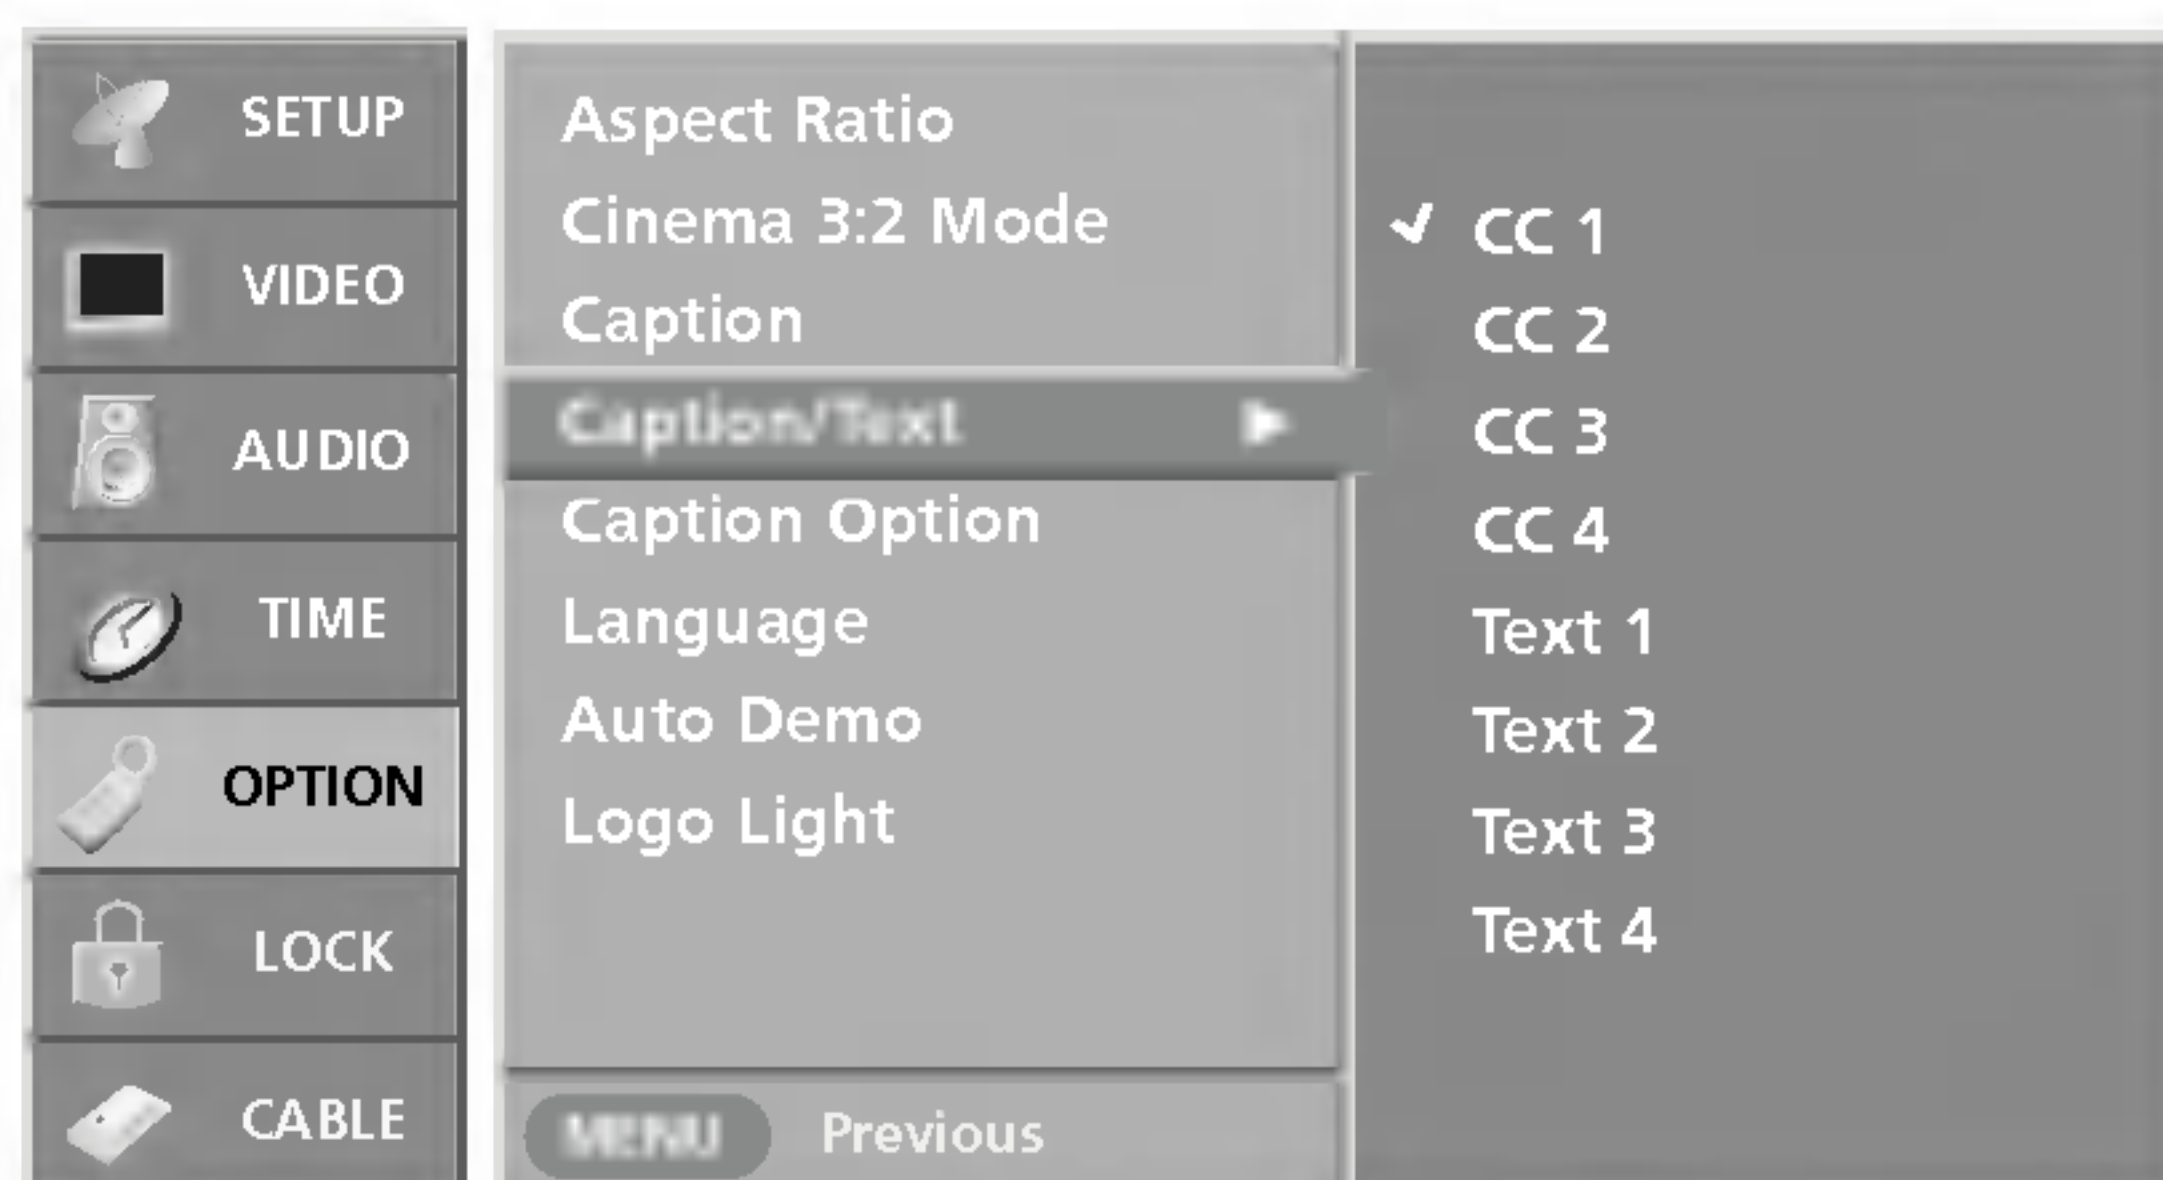 SETUP
VIDEO
AUDIO
TIME
OPTION
LOCK
CABLE
Aspect Ratio
Cinema 3:2 Mode
Caption
Caption/Text
Caption Option
Language
Auto Demo
Logo Light
MENU Previous
CC 1
CC 2
CC 3
CC 4
Text 1
Text 2
Text 3
Text 4